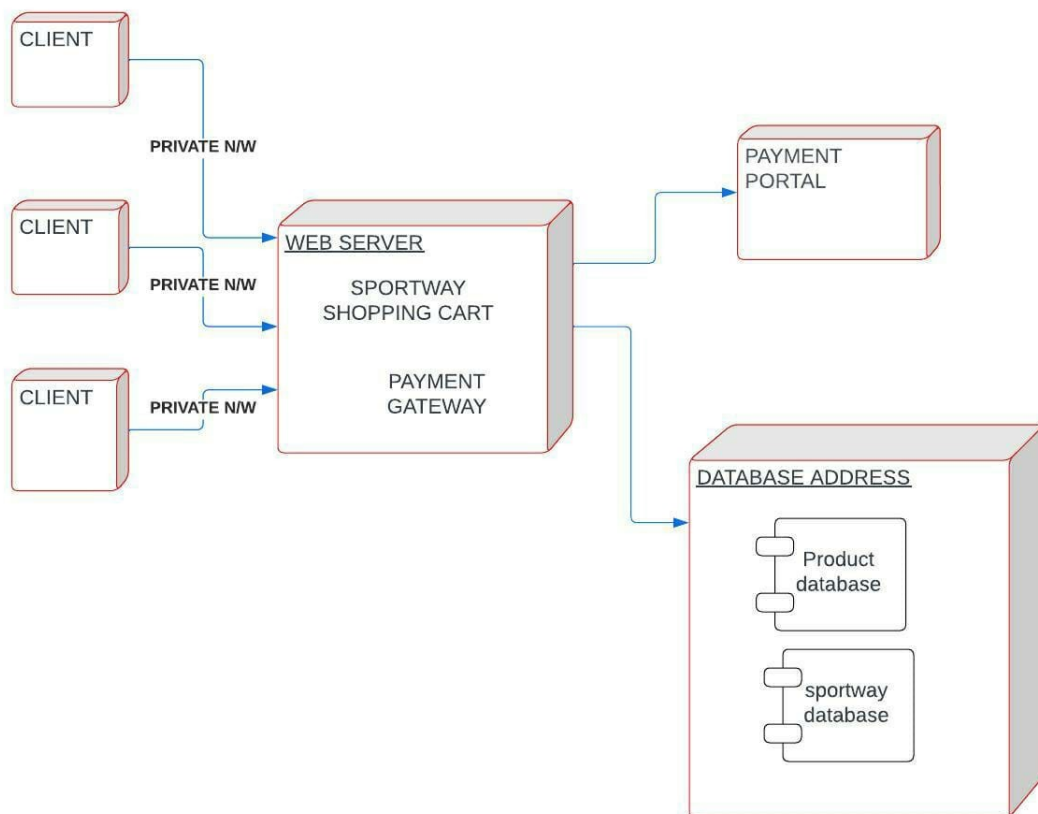 CLIENT
PRIVATE N/W
CLIENT
PRIVATE N/W
CLIENT
PRIVATE N/W
WEB SERVER
SPORTWAY
SHOPPING CART
PAYMENT
GATEWAY
PAYMENT
PORTAL
DATABASE ADDRESS
Product
database
sportway
database